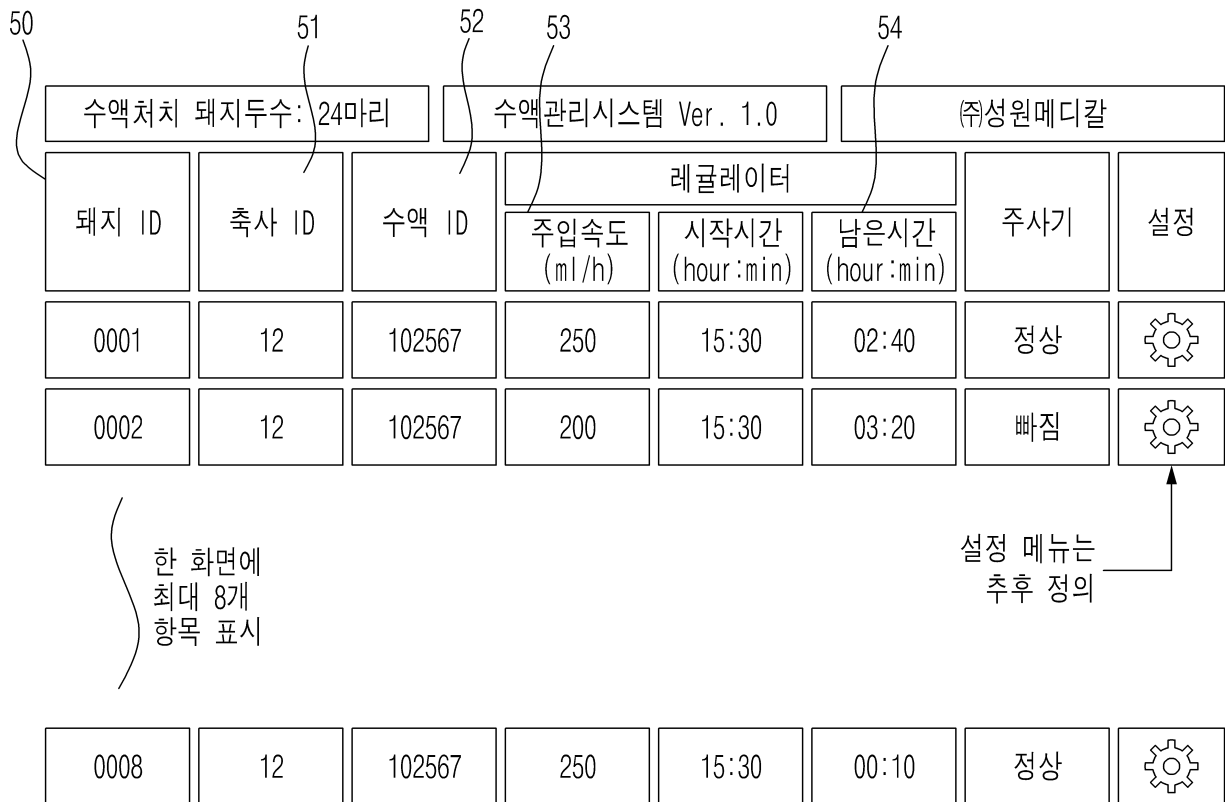 50 51 52 53 54
수액처치 돼지두수: 24마리 수액관리시스템 Ver. 1.0 ㈜성원메디칼
돼지 ID 축사 ID 수액 ID 레귤레이터 주사기 설정
주입속도 시작시간 남은시간
(ml/h) (hour:min) (hour:min)
0001 12 102567 250 15:30 02:40 정상
0002 12 102567 200 15:30 03:20 빠짐
한 화면에
최대 8개
항목 표시
설정 메뉴는
추후 정의
0008 12 102567 250 15:30 00:10 정상